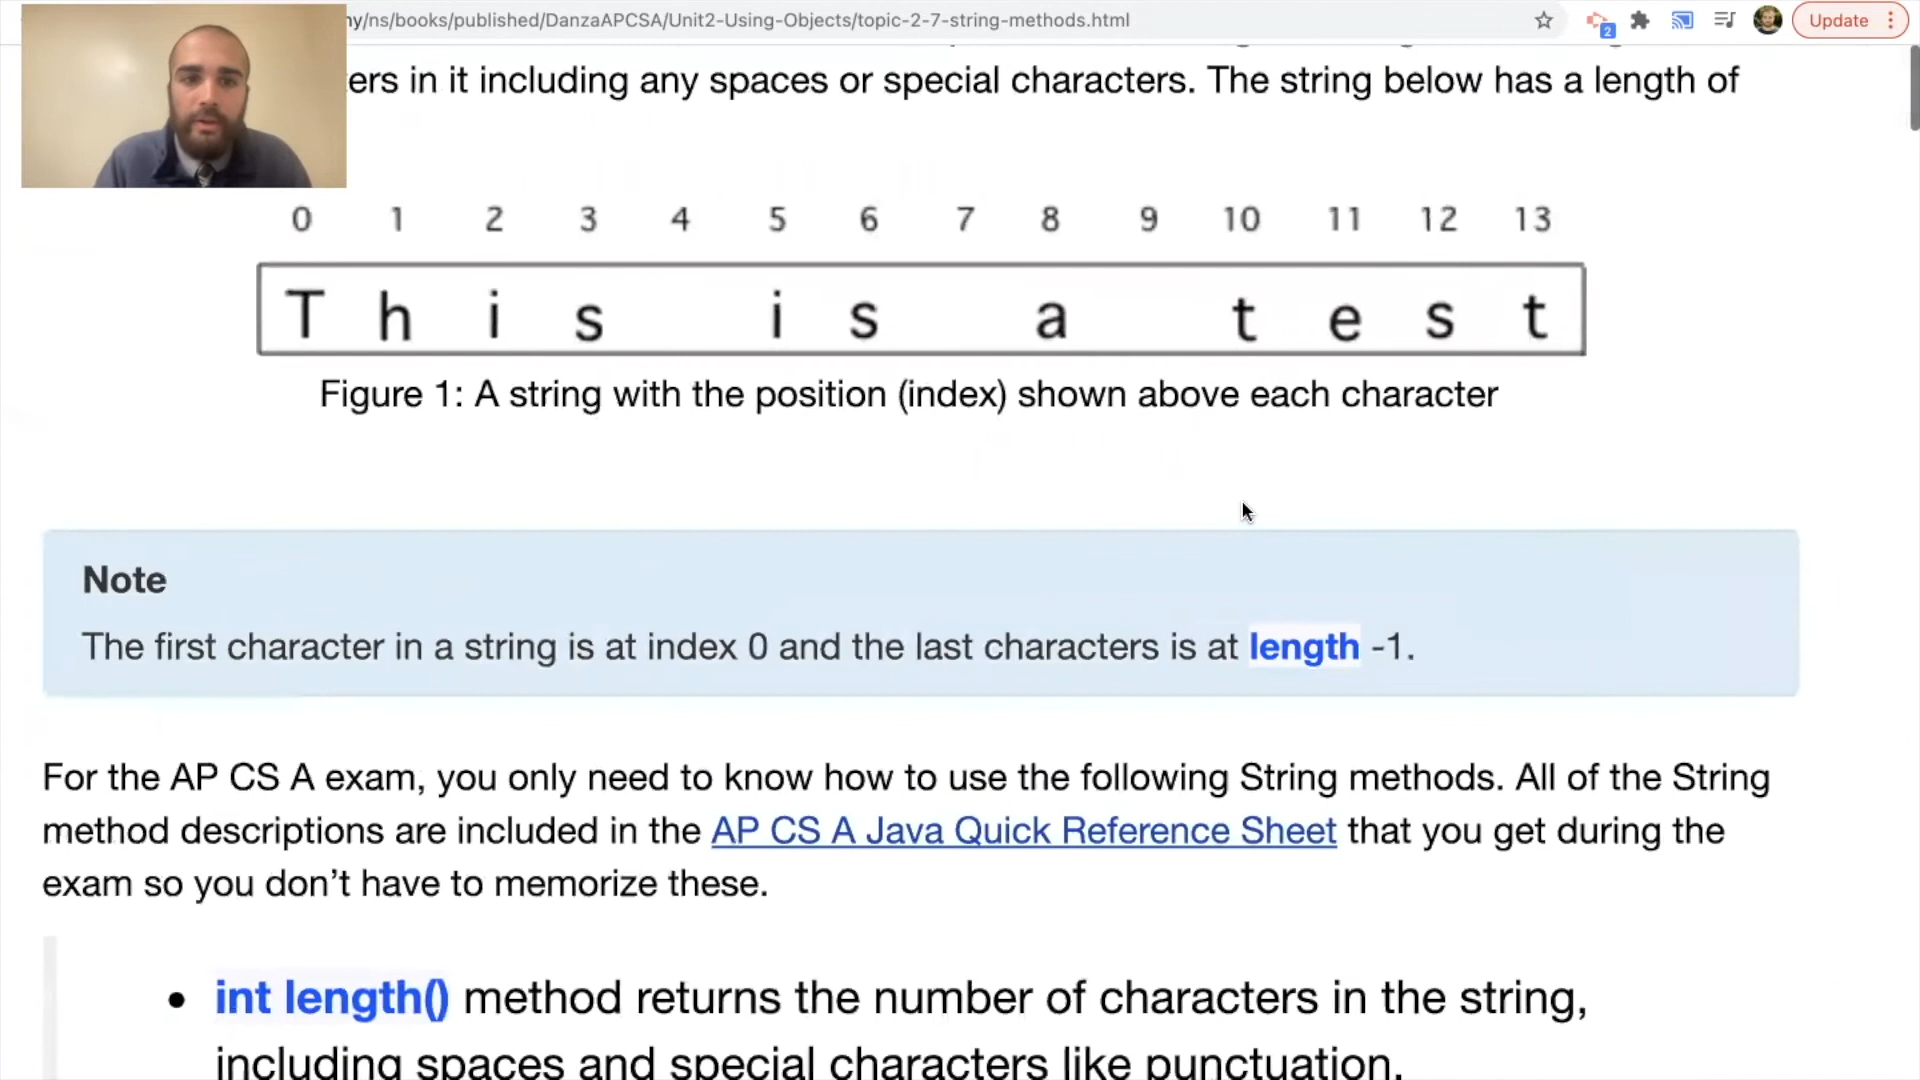 ny/ns/books/published/DanzaAPCSA/Unit2-Using-Objects/topic-2-7-string-methods.html
2
Update
ers in it including any spaces or special characters. The string below has a length of
0 1 2 3 4 5 6 7 8 9 10 11 12 13
T h i s i s a t e s t
Figure 1: A string with the position (index) shown above each character
Note
The first character in a string is at index 0 and the last characters is at length -1.
For the AP CS A exam, you only need to know how to use the following String methods. All of the String
method descriptions are included in the AP CS A Java Quick Reference Sheet that you get during the
exam so you don’t have to memorize these.
• int length() method returns the number of characters in the string,
including spaces and special characters like punctuation.